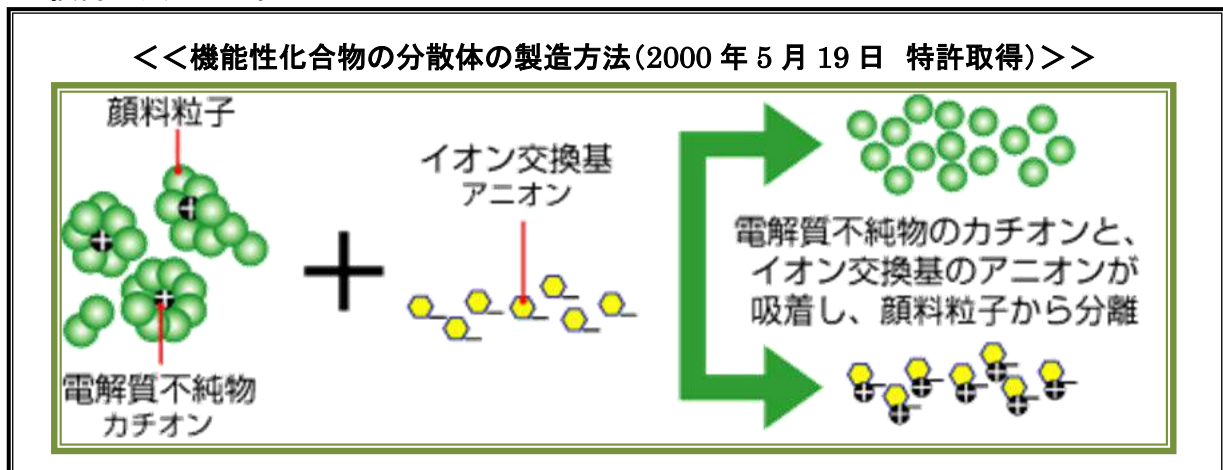 <<機能性化合物の分散体の製造方法(2000 年 5 月 19 日 特許取得)>>
顔料粒子
イオン交換基
アニオン
電解質不純物
カチオン
電解質不純物のカチオンと、
イオン交換基のアニオンが
吸着し、顔料粒子から分離